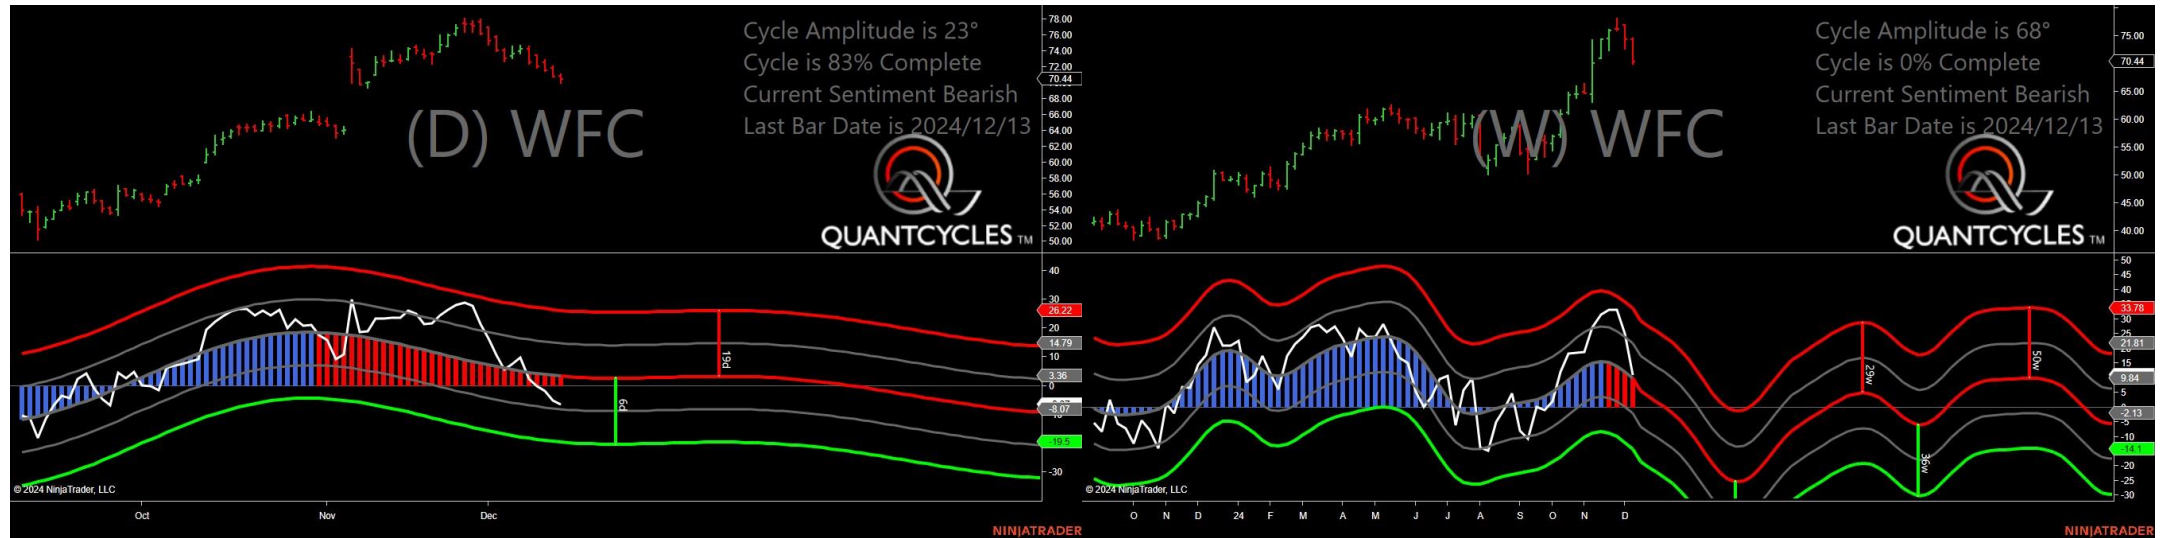 Cycle Amplitude is 23°
Cycle is 83% Complete
Current Sentiment Bearish
Last Bar Date is 2024/12/13
(D) WFC
QUANTCYCLES TM
78.00
76.00
74.00
72.00
70.44
68.00
66.00
64.00
62.00
60.00
58.00
56.00
54.00
52.00
50.00
40
30
26.22
20
14.79
10
3.36
0
-8.07
-19.5
-30
19d
6d
© 2024 NinjaTrader, LLC
Oct
Nov
Dec
NINJATRADER
Cycle Amplitude is 68°
Cycle is 0% Complete
Current Sentiment Bearish
Last Bar Date is 2024/12/13
(W) WFC
QUANTCYCLES TM
75.00
70.44
65.00
60.00
55.00
50.00
45.00
40.00
50
45
40
33.78
30
25
21.81
15
9.84
5
-2.13
-5
-10
-14.1
-20
-25
-30
29w
50w
36w
© 2024 NinjaTrader, LLC
O N D 24 F M A M J J A S O N D
NINJATRADER